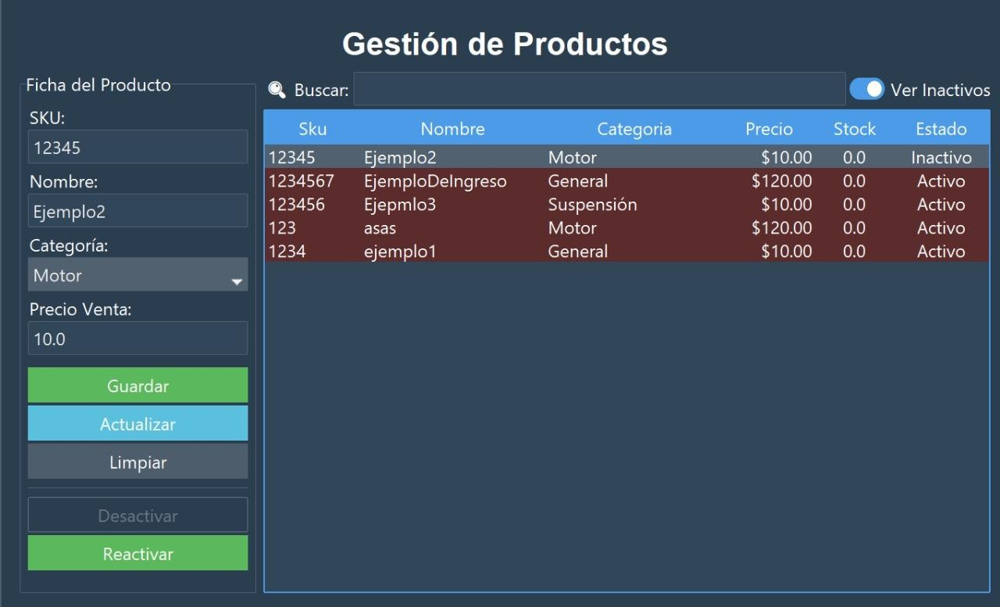 Gestión de Productos
Ficha del Producto
SKU:
12345
Nombre:
Ejemplo2
Categoría:
Motor
Precio Venta:
10.0
Guardar
Actualizar
Limpiar
Desactivar
Reactivar
Buscar:
Ver Inactivos
Sku Nombre Categoria Precio Stock Estado
12345 Ejemplo2 Motor $10.00 0.0 Inactivo
1234567 EjemploDeIngreso General $120.00 0.0 Activo
123456 Ejepmlo3 Suspensión $10.00 0.0 Activo
123 asas Motor $120.00 0.0 Activo
1234 ejemplo1 General $10.00 0.0 Activo